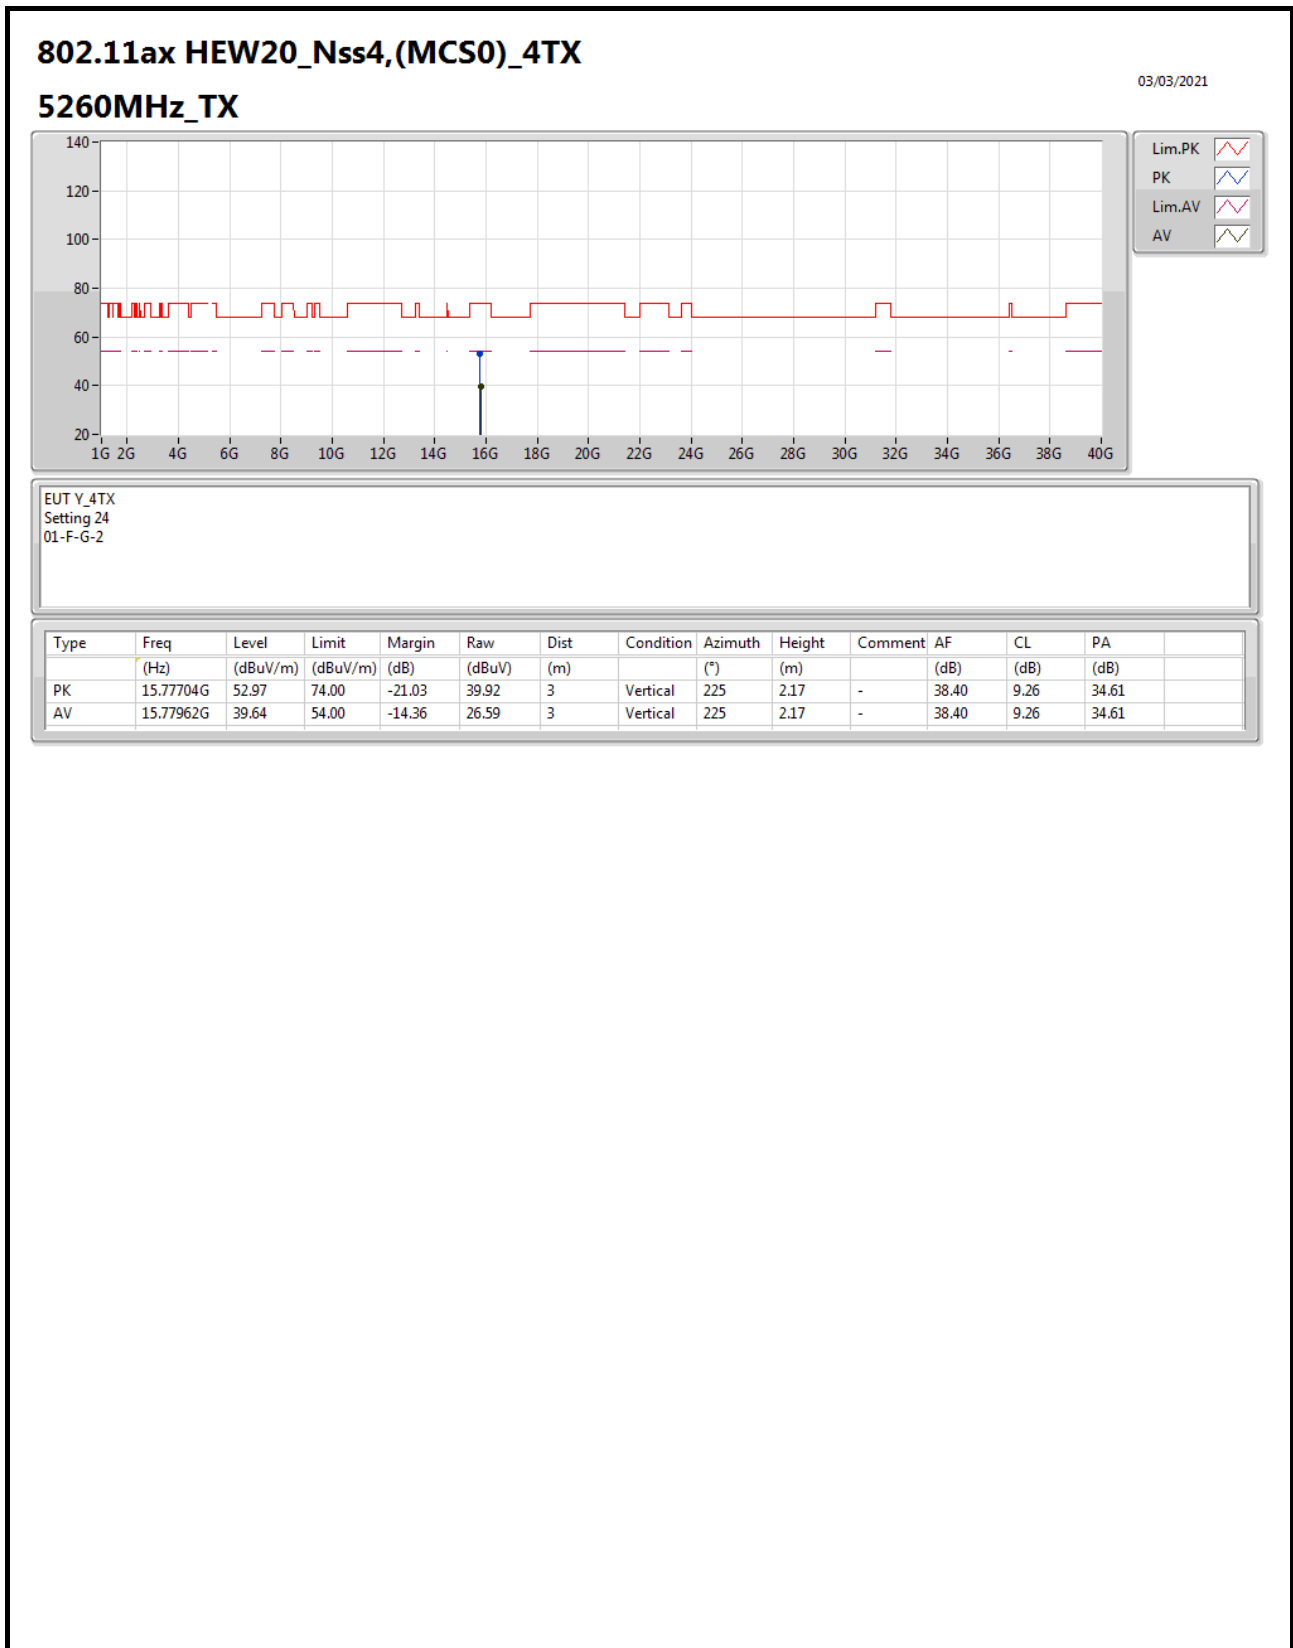 802.11ax HEW20_Nss4,(MCS0)_4TX
03/03/2021
5260MHz_TX
140
120
100
80
60
40
20
1G 2G 4G 6G 8G 10G 12G 14G 16G 18G 20G 22G 24G 26G 28G 30G 32G 34G 36G 38G 40G
Lim.PK
PK
Lim.AV
AV
EUT Y_4TX
Setting 24
01-F-G-2
Type Freq Level Limit Margin Raw Dist Condition Azimuth Height Comment AF CL PA
(Hz) (dBuV/m) (dBuV/m) (dB) (dBuV) (m) (°) (m) (dB) (dB) (dB)
PK 15.77704G 52.97 74.00 -21.03 39.92 3 Vertical 225 2.17 - 38.40 9.26 34.61
AV 15.77962G 39.64 54.00 -14.36 26.59 3 Vertical 225 2.17 - 38.40 9.26 34.61